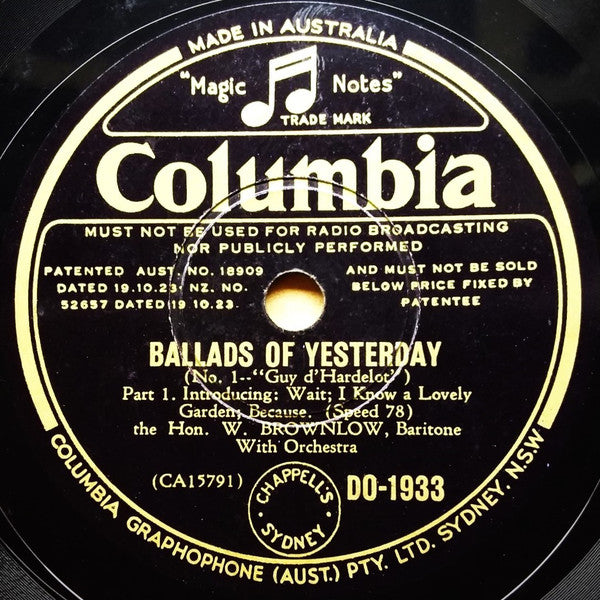 MADE IN AUSTRALIA
"Magic Notes"
TRADE MARK
Columbia
MUST NOT BE USED FOR RADIO BROADCASTING
NOR PUBLICLY PERFORMED
PATENTED AUST. NO. 18909
DATED 19.10.23. NZ. NO.
52657 DATED 19.10.23.
AND MUST NOT BE SOLD
BELOW PRICE FIXED BY
PATENTEE
BALLADS OF YESTERDAY
(No. 1--"Guy d'Hardelot")
Part 1. Introducing: Wait; I Know a Lovely
Garden; Because. (Speed 78)
the Hon. W. BROWNLOW, Baritone
With Orchestra
(CA15791)
CHAPPELL'S
SYDNEY
DO-1933
COLUMBIA GRAPHOPHONE (AUST.) PTY. LTD. SYDNEY. N.S.W